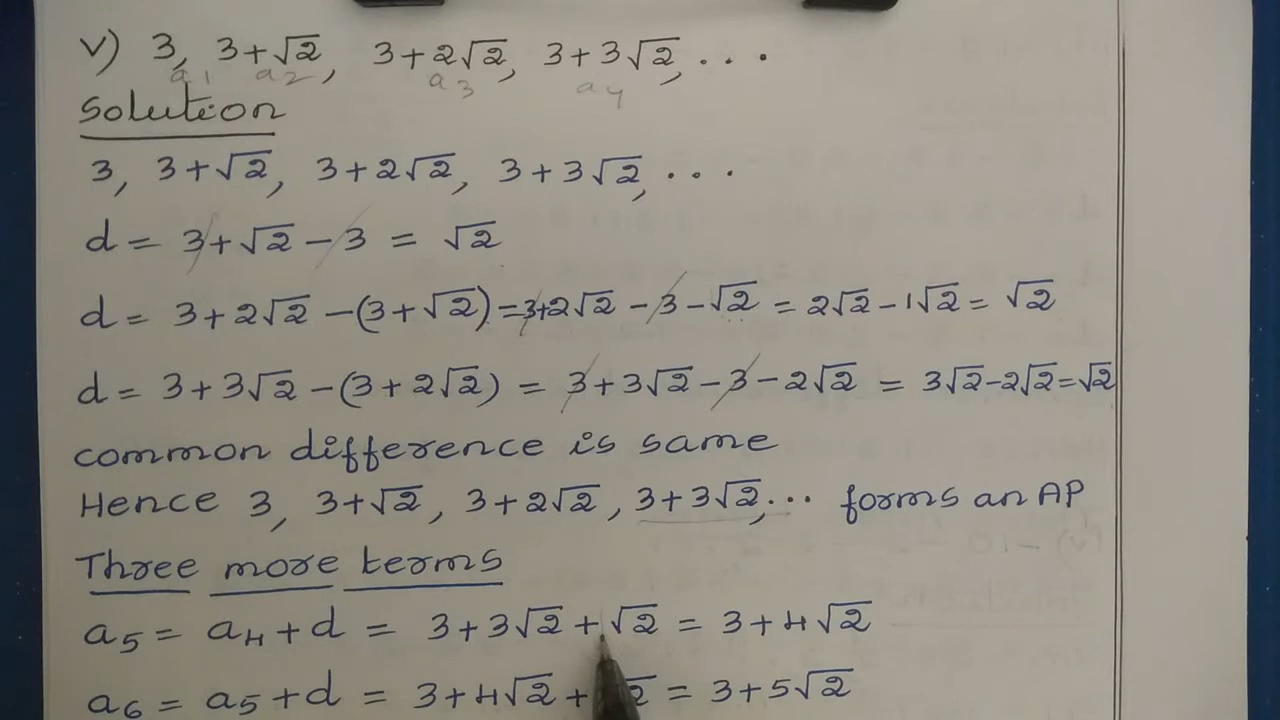 v) 3, 3+√2, 3+2√2, 3+3√2, ...
a1 a2 a3 a4
Solution
3, 3+√2, 3+2√2, 3+3√2, ...
d = 3+√2 - 3 = √2
d = 3+2√2 - (3+√2) = 3+2√2 - 3 - √2 = 2√2 - 1√2 = √2
d = 3+3√2 - (3+2√2) = 3+3√2 - 3 - 2√2 = 3√2 - 2√2 = √2
common difference is same
Hence 3, 3+√2, 3+2√2, 3+3√2, ... forms an AP
Three more terms
a5 = a4 + d = 3+3√2 + √2 = 3+4√2
a6 = a5 + d = 3+4√2 + 2 = 3+5√2